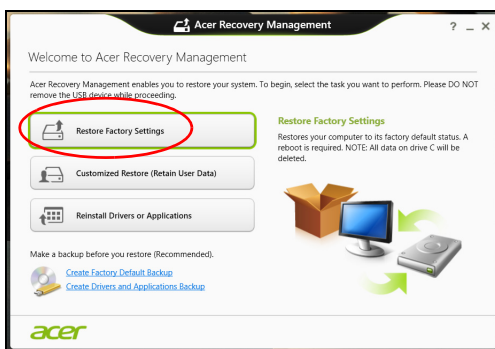 Acer Recovery Management
? _ X
Welcome to Acer Recovery Management
Acer Recovery Management enables you to restore your system. To begin, select the task you want to perform. Please DO NOT
remove the USB device while proceeding.
Restore Factory Settings
Customized Restore (Retain User Data)
Reinstall Drivers or Applications
Restore Factory Settings
Restores your computer to its factory default status. A
reboot is required. NOTE: All data on drive C will be
deleted.
Make a backup before you restore (Recommended).
Create Factory Default Backup
Create Drivers and Applications Backup
acer